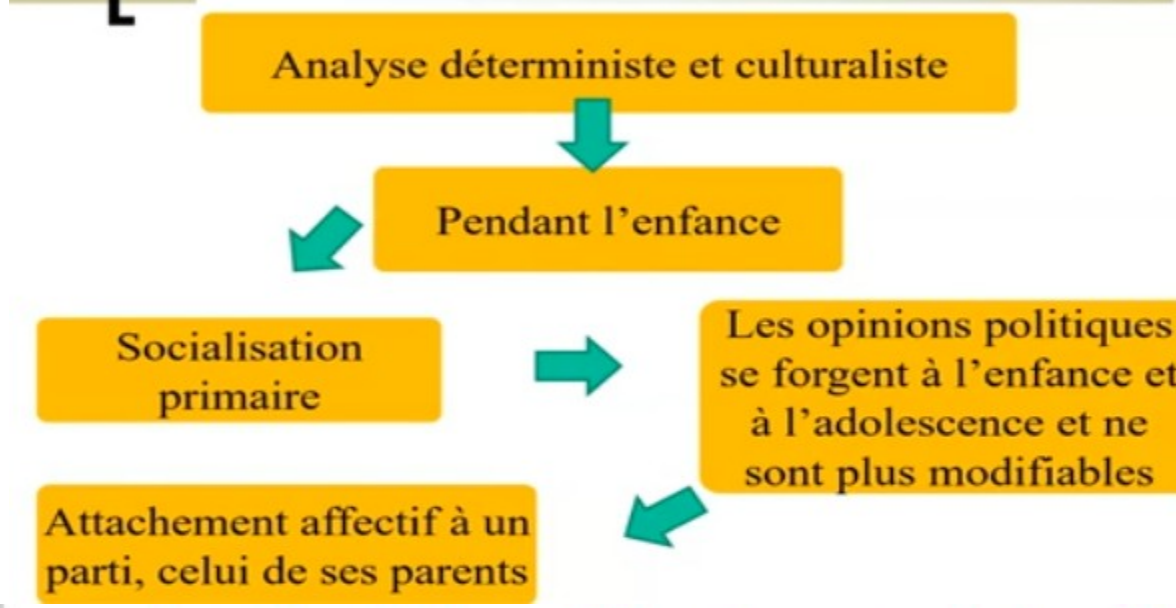 Analyse déterministe et culturaliste
Pendant l’enfance
Socialisation
primaire
Les opinions politiques
se forgent à l’enfance et
à l’adolescence et ne
sont plus modifiables
Attachement affectif à un
parti, celui de ses parents